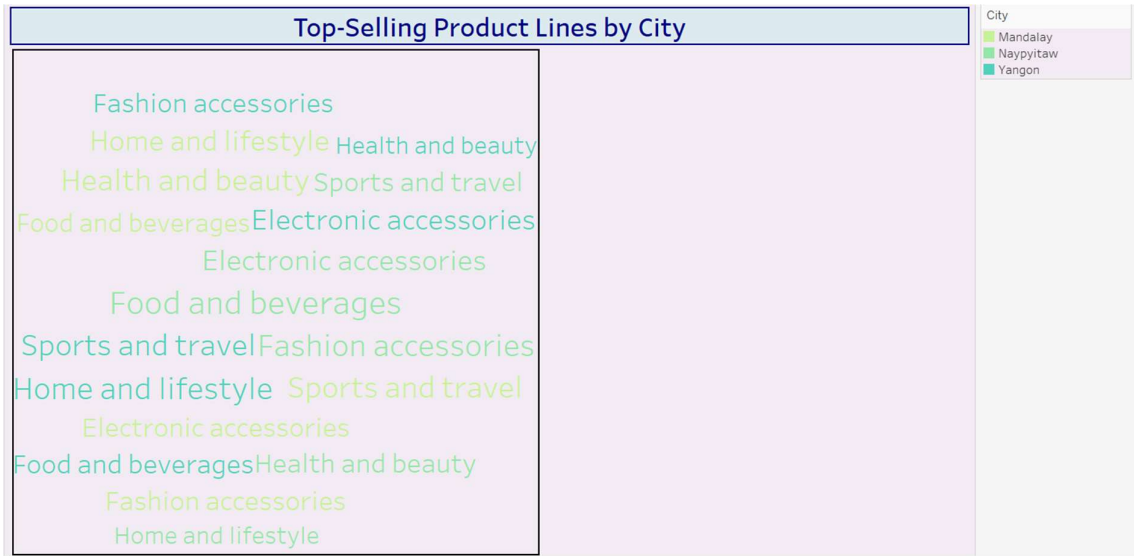 Top-Selling Product Lines by City
City
Mandalay
Naypyitaw
Yangon
Fashion accessories
Home and lifestyle Health and beauty
Health and beauty Sports and travel
Food and beverages Electronic accessories
Electronic accessories
Food and beverages
Sports and travel Fashion accessories
Home and lifestyle Sports and travel
Electronic accessories
Food and beverages Health and beauty
Fashion accessories
Home and lifestyle